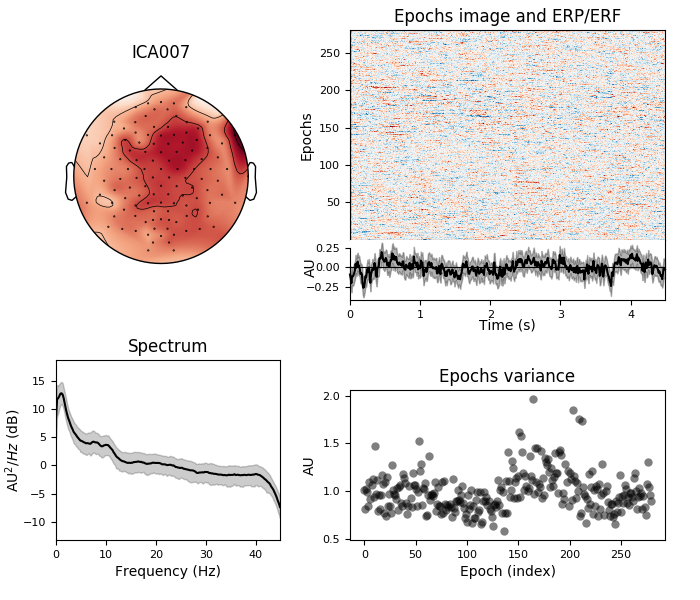 ICA007
Epochs image and ERP/ERF
Epochs
250
200
150
100
50
AU
0.25
0.00
−0.25
0 1 2 3 4
Time (s)
Spectrum
AU²/Hz (dB)
15
10
5
0
−5
−10
0 10 20 30 40
Frequency (Hz)
Epochs variance
AU
2.0
1.5
1.0
0.5
0 50 100 150 200 250
Epoch (index)